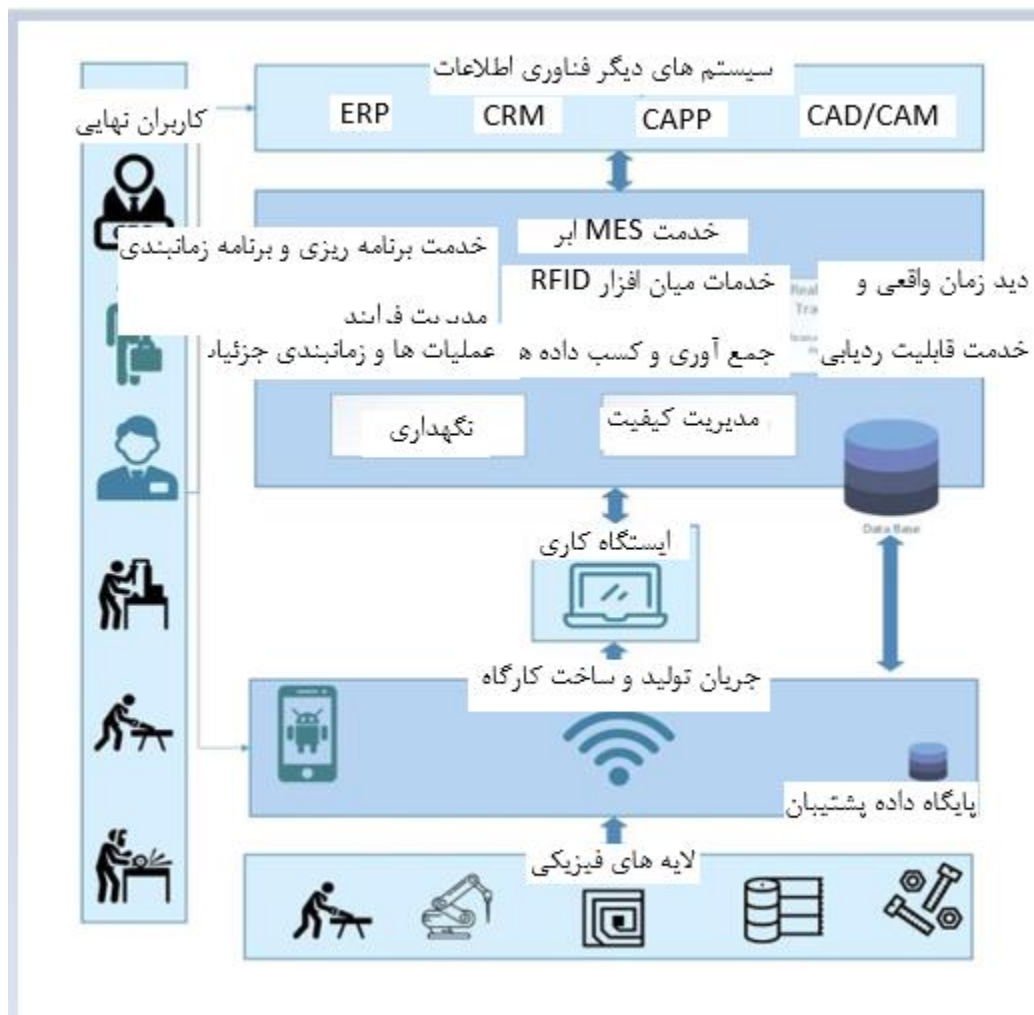 سیستم های دیگر فناوری اطلاعات
ERP CRM CAPP CAD/CAM
کاربران نهایی
خدمت MES ابر
خدمت برنامه ریزی و برنامه زمانبندی
خدمات میان افزار RFID
دید زمان واقعی و
مدیریت فرایند
عملیات ها و زمانبندی جزئیات
جمع آوری و کسب داده ه
خدمت قابلیت ردیابی
مدیریت کیفیت
نگهداری
Data Base
ایستگاه کاری
جریان تولید و ساخت کارگاه
پایگاه داده پشتیبان
لایه های فیزیکی